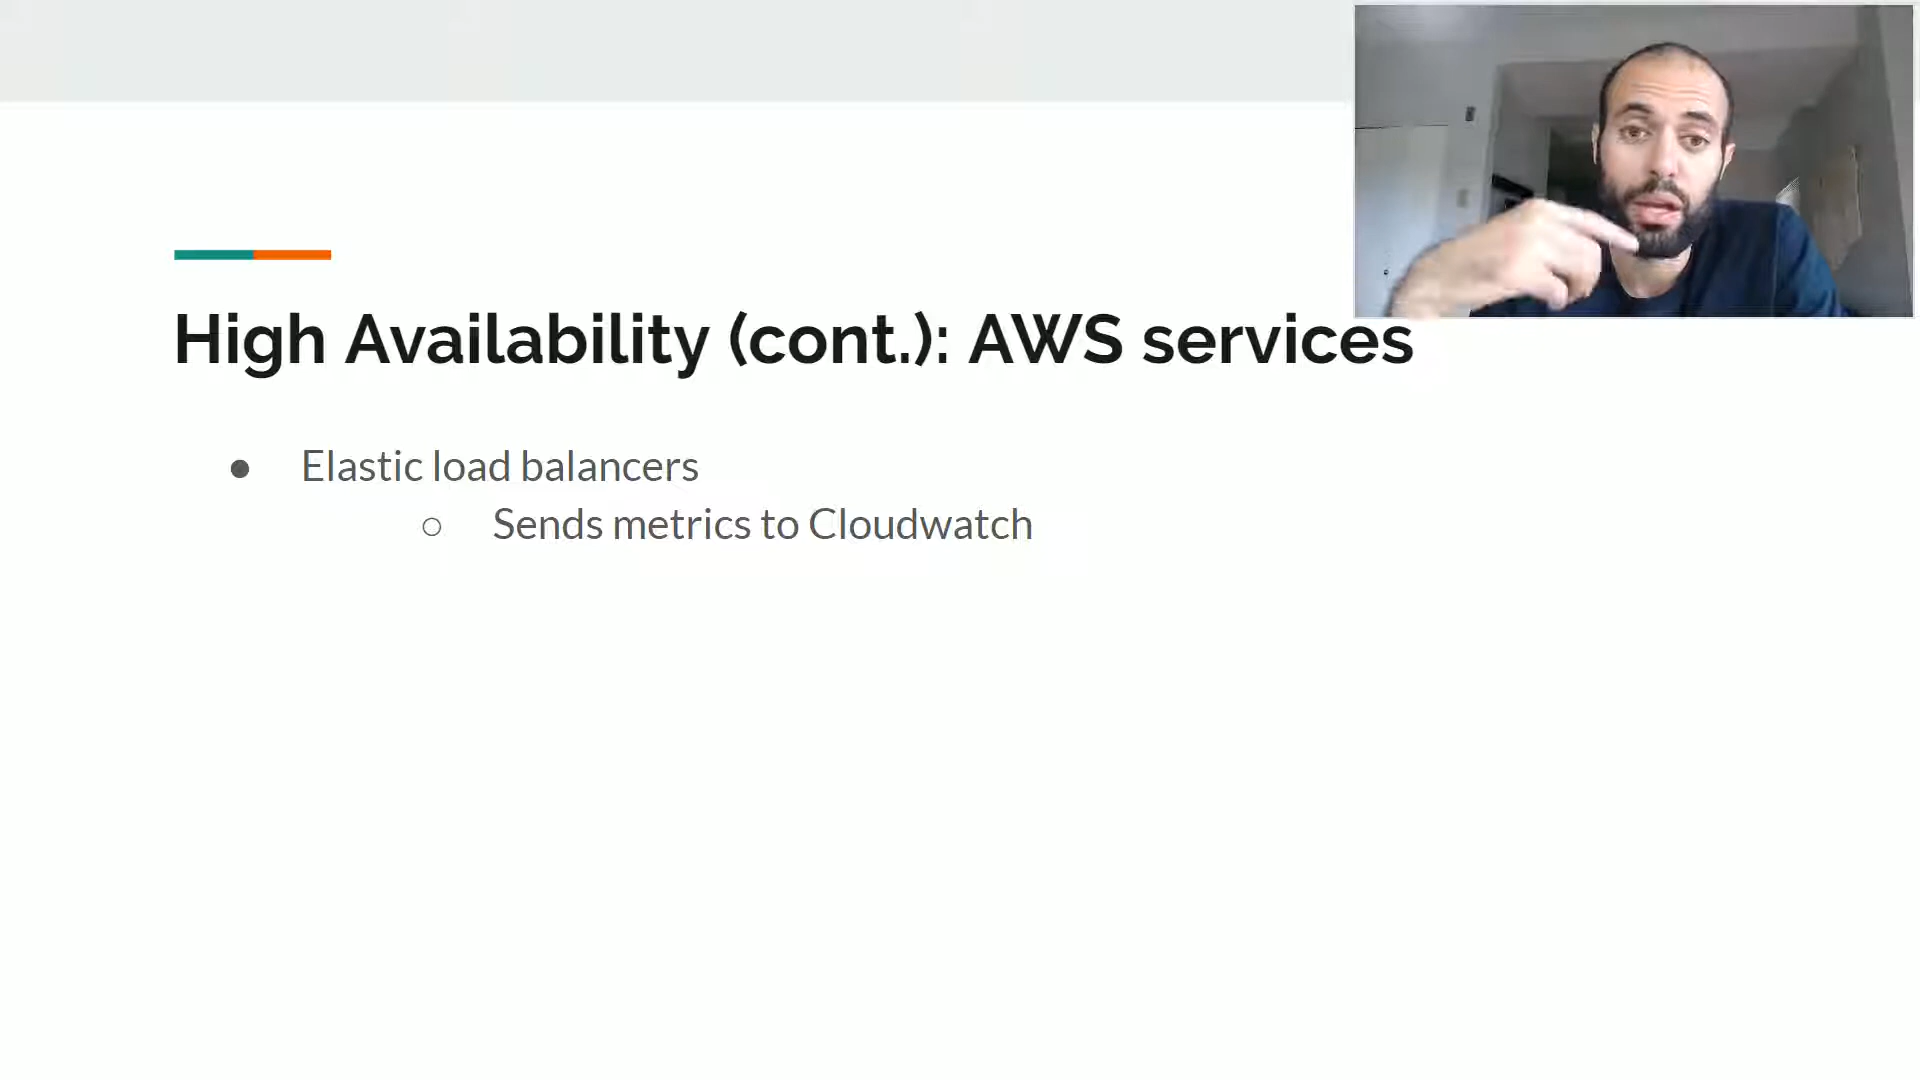 High Availability (cont.): AWS services
● Elastic load balancers
○ Sends metrics to Cloudwatch